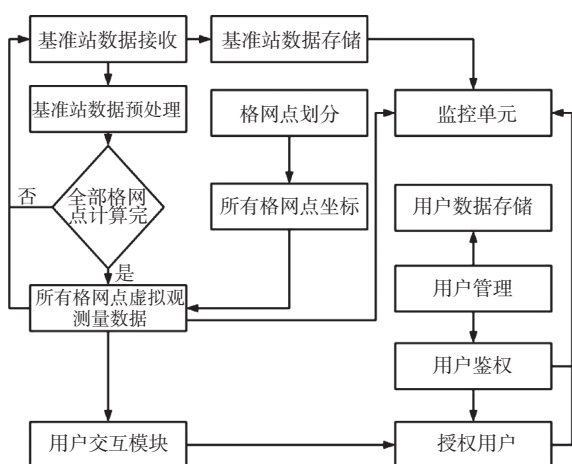 基准站数据接收
基准站数据存储
基准站数据预处理
格网点划分
监控单元
否
全部格网
点计算完
所有格网点坐标
用户数据存储
是
所有格网点虚拟观
测量数据
用户管理
用户鉴权
用户交互模块
授权用户